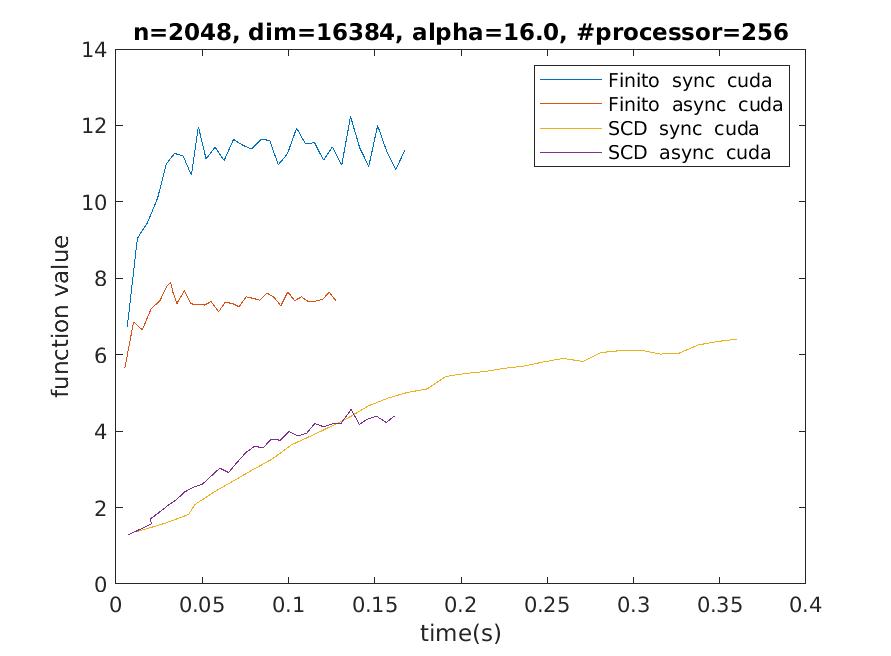 n=2048, dim=16384, alpha=16.0, #processor=256
14
12
10
8
6
4
2
0
function value
Finito sync cuda
Finito async cuda
SCD sync cuda
SCD async cuda
0 0.05 0.1 0.15 0.2 0.25 0.3 0.35 0.4
time(s)